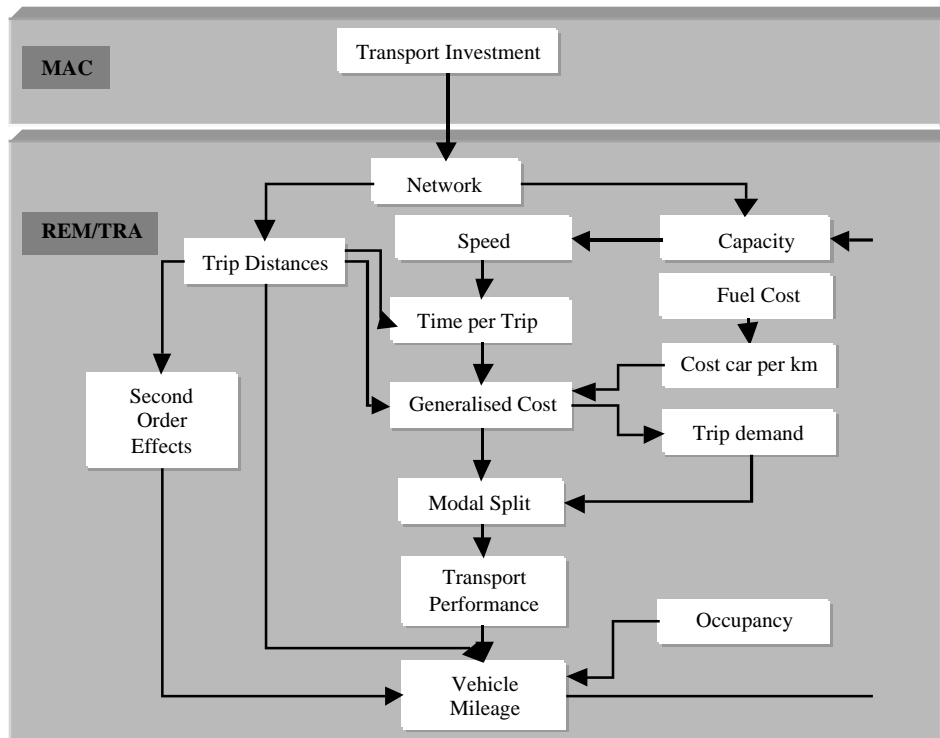 MAC
Transport Investment
REM/TRA
Network
Trip Distances
Speed
Capacity
Fuel Cost
Time per Trip
Cost car per km
Second
Order
Effects
Generalised Cost
Trip demand
Modal Split
Transport
Performance
Occupancy
Vehicle
Mileage